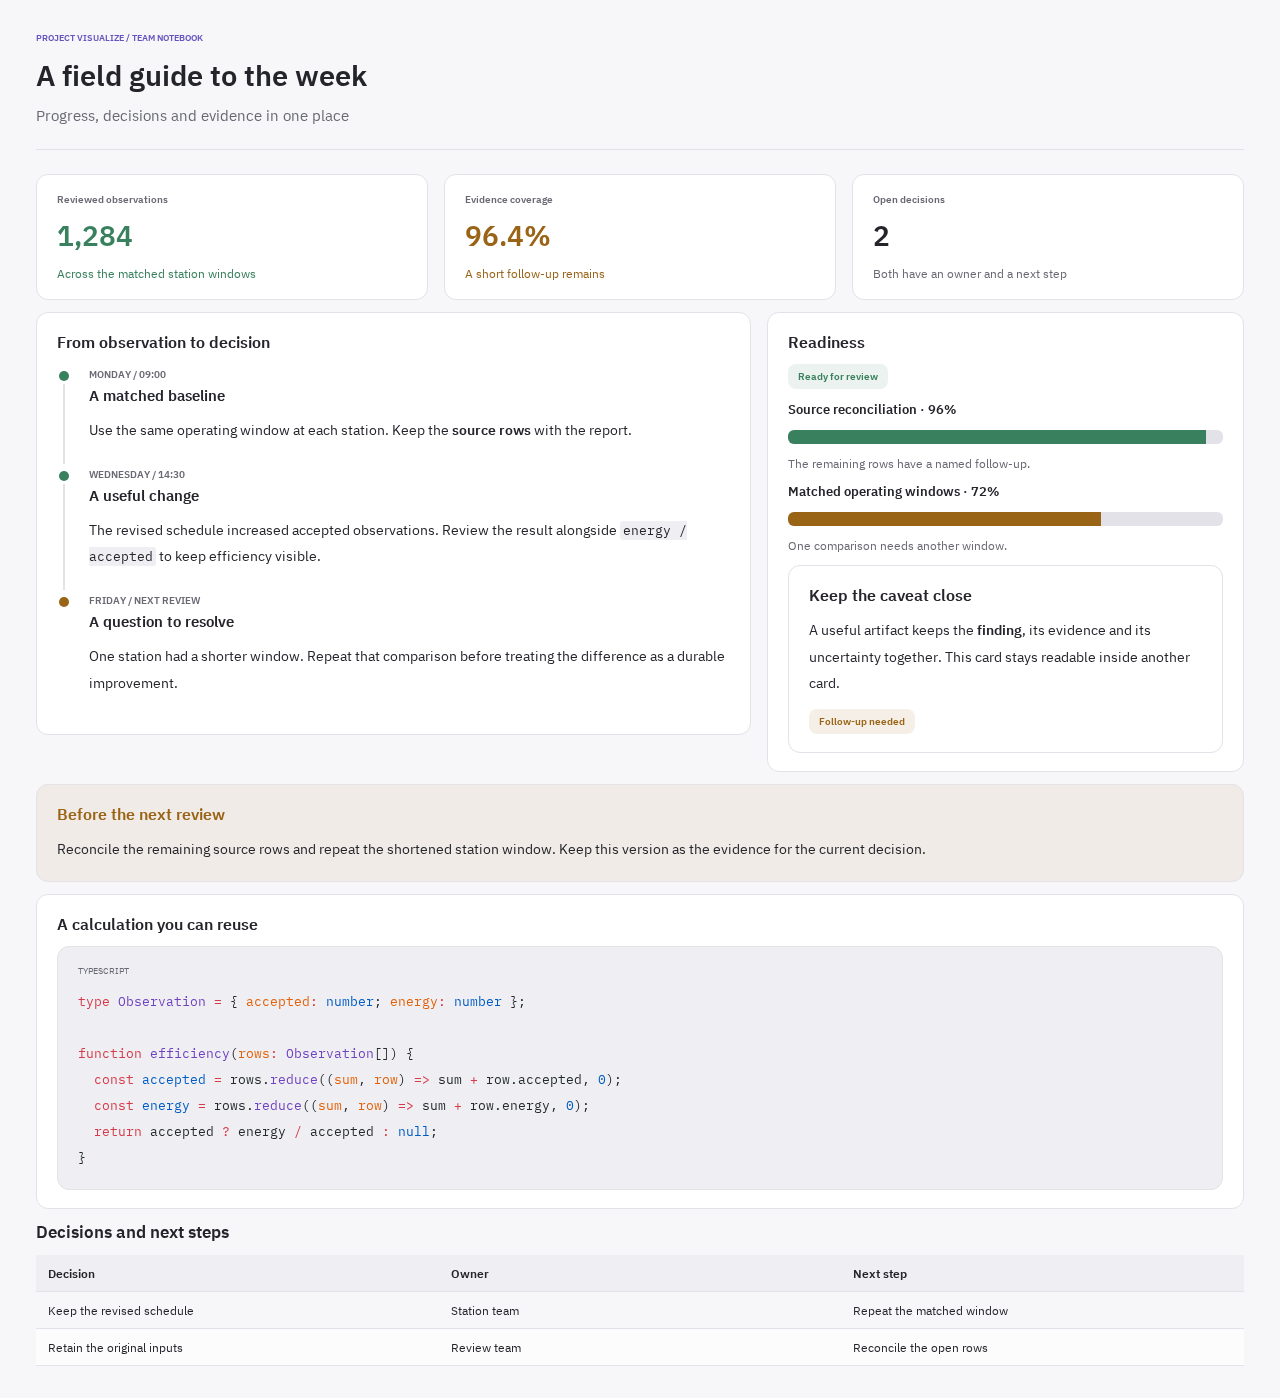 PROJECT VISUALIZE / TEAM NOTEBOOK
A field guide to the week
Progress, decisions and evidence in one place
Reviewed observations
1,284
Across the matched station windows
Evidence coverage
96.4%
A short follow-up remains
Open decisions
2
Both have an owner and a next step
From observation to decision
MONDAY / 09:00
A matched baseline
Use the same operating window at each station. Keep the source rows with the report.
WEDNESDAY / 14:30
A useful change
The revised schedule increased accepted observations. Review the result alongside energy /
accepted to keep efficiency visible.
FRIDAY / NEXT REVIEW
A question to resolve
One station had a shorter window. Repeat that comparison before treating the difference as a durable
improvement.
Readiness
Ready for review
Source reconciliation · 96%
The remaining rows have a named follow-up.
Matched operating windows · 72%
One comparison needs another window.
Keep the caveat close
A useful artifact keeps the finding, its evidence and its
uncertainty together. This card stays readable inside another
card.
Follow-up needed
Before the next review
Reconcile the remaining source rows and repeat the shortened station window. Keep this version as the evidence for the current decision.
A calculation you can reuse
TYPESCRIPT
type Observation = { accepted: number; energy: number };
function efficiency(rows: Observation[]) {
  const accepted = rows.reduce((sum, row) => sum + row.accepted, 0);
  const energy = rows.reduce((sum, row) => sum + row.energy, 0);
  return accepted ? energy / accepted : null;
}
Decisions and next steps
Decision Owner Next step
Keep the revised schedule Station team Repeat the matched window
Retain the original inputs Review team Reconcile the open rows